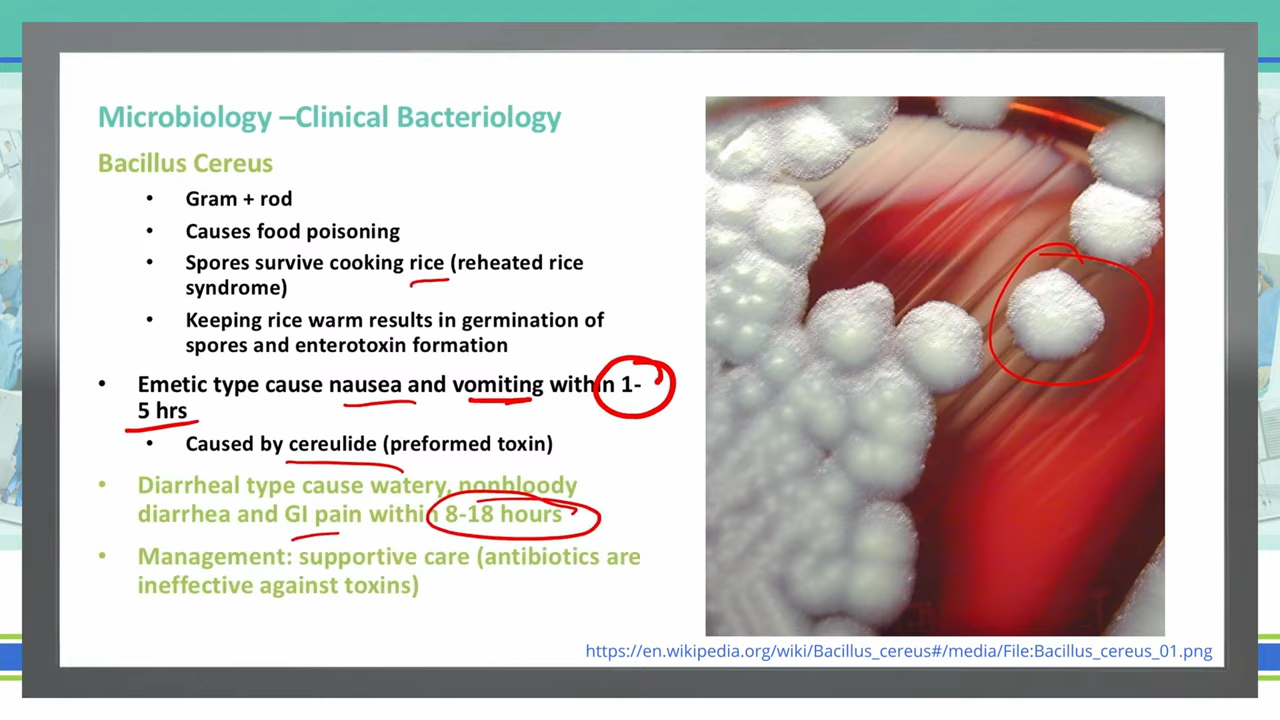 Microbiology –Clinical Bacteriology
Bacillus Cereus
• Gram + rod
• Causes food poisoning
• Spores survive cooking rice (reheated rice
syndrome)
• Keeping rice warm results in germination of
spores and enterotoxin formation
• Emetic type cause nausea and vomiting within 1-
5 hrs
• Caused by cereulide (preformed toxin)
• Diarrheal type cause watery, nonbloody
diarrhea and GI pain within 8-18 hours
• Management: supportive care (antibiotics are
ineffective against toxins)
https://en.wikipedia.org/wiki/Bacillus_cereus#/media/File:Bacillus_cereus_01.png